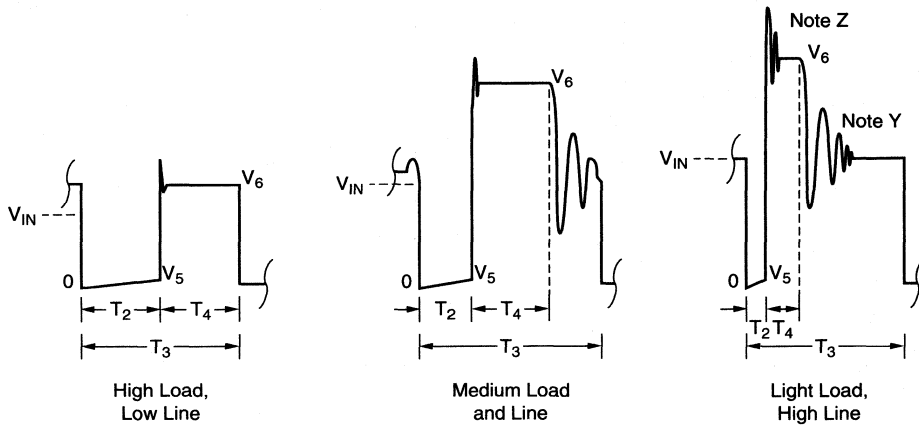 V6
VIN
0
V5
T2
T4
T3
High Load,
Low Line
V6
VIN
0
V5
T2
T4
T3
Medium Load
and Line
Note Z
V6
Note Y
VIN
0
V5
T2 T4
T3
Light Load,
High Line